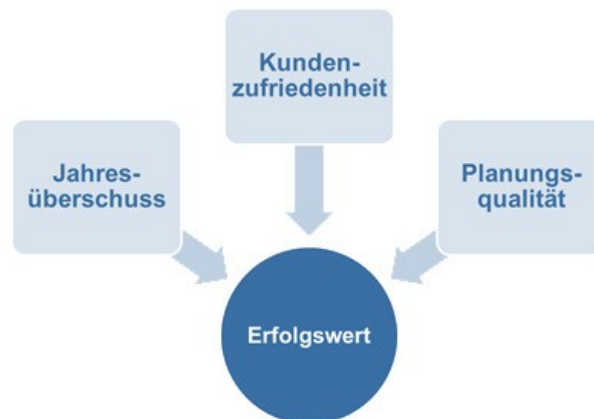 Kunden-
zufriedenheit
Jahres-
überschuss
Planungs-
qualität
Erfolgswert